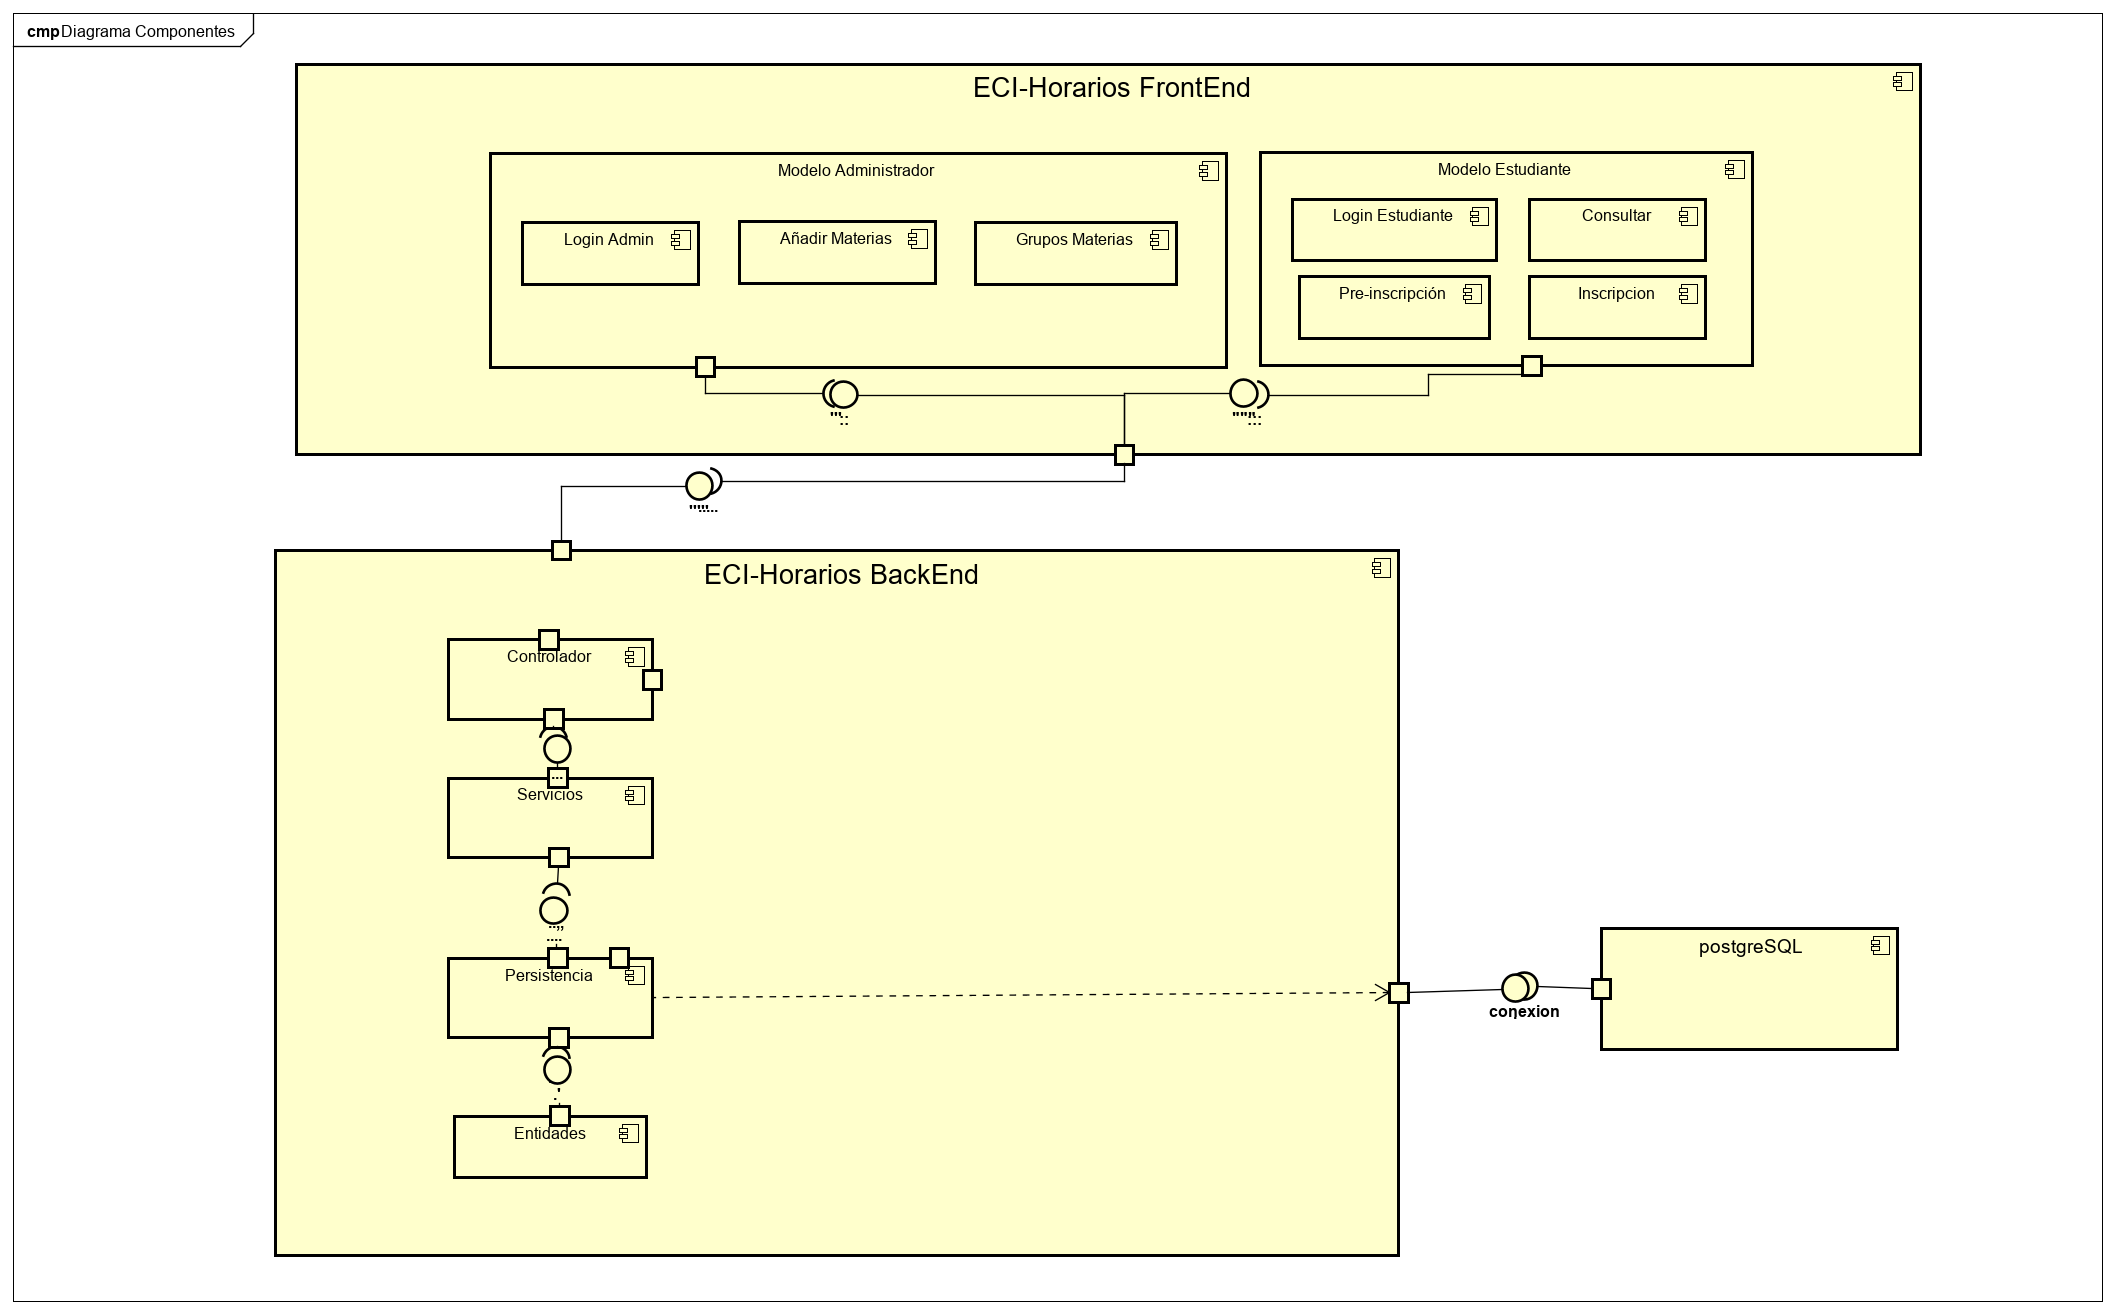 cmp Diagrama Componentes
ECI-Horarios FrontEnd
Modelo Administrador
Login Admin
Añadir Materias
Grupos Materias
Modelo Estudiante
Login Estudiante
Consultar
Pre-inscripción
Inscripcion
ECI-Horarios BackEnd
Controlador
Servicios
Persistencia
Entidades
postgreSQL
conexion